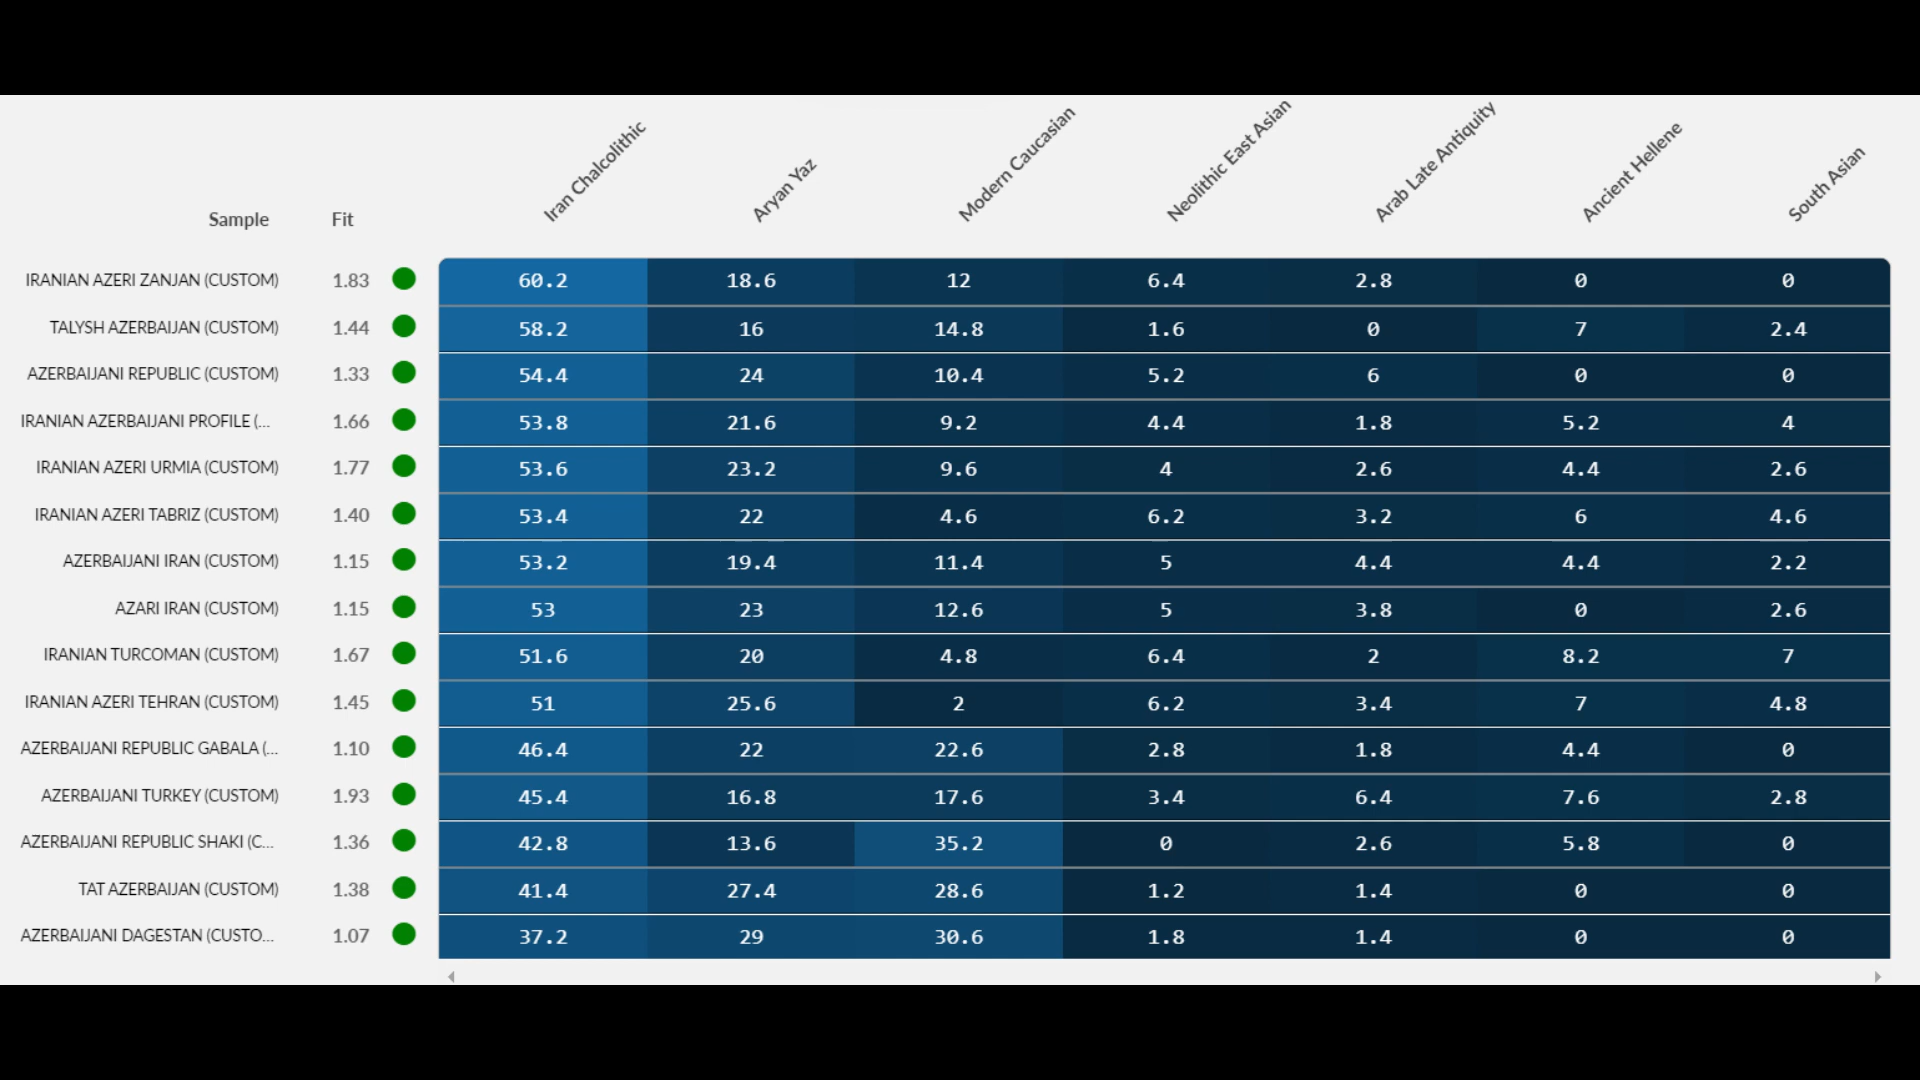 Sample Fit Iran Chalcolithic Aryan Yaz Modern Caucasian Neolithic East Asian Arab Late Antiquity Ancient Hellene South Asian
IRANIAN AZERI ZANJAN (CUSTOM) 1.83 60.2 18.6 12 6.4 2.8 0 0
TALYSH AZERBAIJAN (CUSTOM) 1.44 58.2 16 14.8 1.6 0 7 2.4
AZERBAIJANI REPUBLIC (CUSTOM) 1.33 54.4 24 10.4 5.2 6 0 0
IRANIAN AZERBAIJANI PROFILE (... 1.66 53.8 21.6 9.2 4.4 1.8 5.2 4
IRANIAN AZERI URMIA (CUSTOM) 1.77 53.6 23.2 9.6 4 2.6 4.4 2.6
IRANIAN AZERI TABRIZ (CUSTOM) 1.40 53.4 22 4.6 6.2 3.2 6 4.6
AZERBAIJANI IRAN (CUSTOM) 1.15 53.2 19.4 11.4 5 4.4 4.4 2.2
AZARI IRAN (CUSTOM) 1.15 53 23 12.6 5 3.8 0 2.6
IRANIAN TURCOMAN (CUSTOM) 1.67 51.6 20 4.8 6.4 2 8.2 7
IRANIAN AZERI TEHRAN (CUSTOM) 1.45 51 25.6 2 6.2 3.4 7 4.8
AZERBAIJANI REPUBLIC GABALA (... 1.10 46.4 22 22.6 2.8 1.8 4.4 0
AZERBAIJANI TURKEY (CUSTOM) 1.93 45.4 16.8 17.6 3.4 6.4 7.6 2.8
AZERBAIJANI REPUBLIC SHAKI (C... 1.36 42.8 13.6 35.2 0 2.6 5.8 0
TAT AZERBAIJAN (CUSTOM) 1.38 41.4 27.4 28.6 1.2 1.4 0 0
AZERBAIJANI DAGESTAN (CUSTO... 1.07 37.2 29 30.6 1.8 1.4 0 0